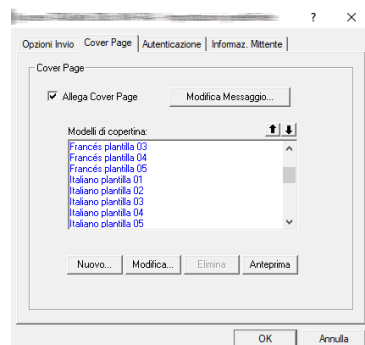 ?
Opzioni Invio Cover Page Autenticazione Informaz. Mittente
Cover Page
Allega Cover Page Modifica Messaggio...
Modelli di copertina:
Francés plantilla 03
Francés plantilla 04
Francés plantilla 05
Italiano plantilla 01
Italiano plantilla 02
Italiano plantilla 03
Italiano plantilla 04
Italiano plantilla 05
Nuovo... Modifica... Elimina Anteprima
OK Annulla